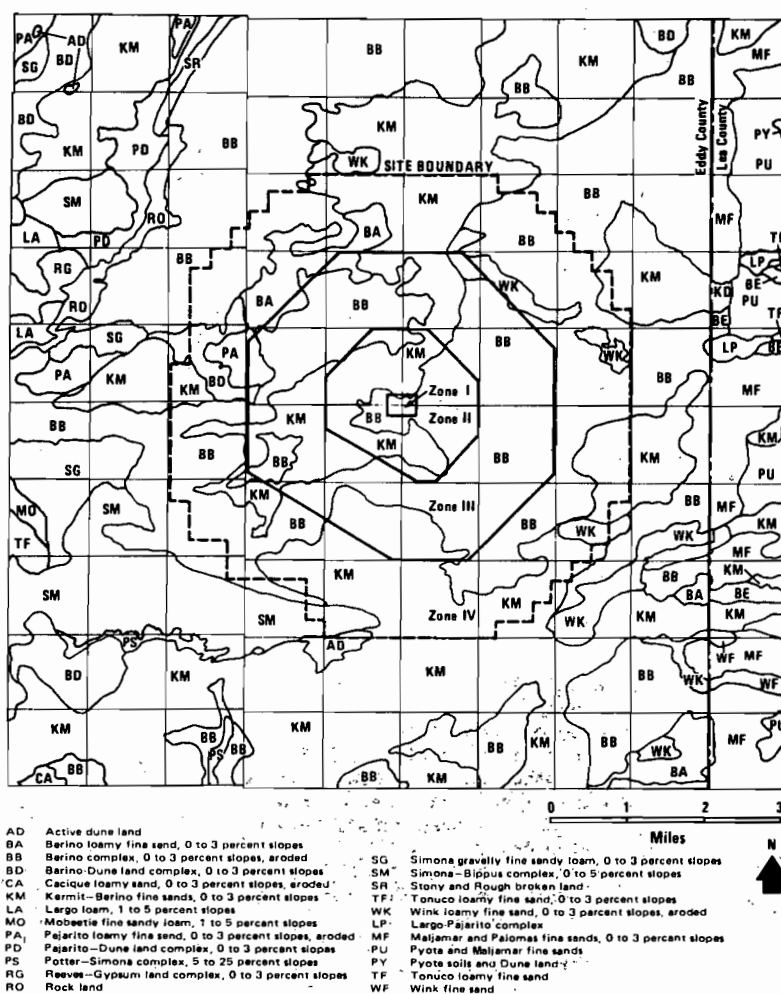 PA
AD
BD
SG
KM
PA
SR
BB
KM
BD
BB
KM
MF
BB
BD
KM
PD
BB
KM
WK
SITE BOUNDARY
Eddy County
Lea County
PY
PU
SM
RO
LA
PD
KM
BB
MF
BA
BB
RG
BB
WK
KM
LP
BE
KD
PU
RO
BA
BB
BE
LA
SG
PA
KM
PA
BD
KM
KM
BB
WK
LP
BB
MF
Zone I
BB
Zone II
KM
KM
BB
SG
BB
BB
KM
BB
KM
BB
KM
PU
MO
SM
TF
KM
BB
Zone III
BB
WK
BB
MF
WK
KM
MF
SM
KM
BB
KM
BA
BE
SM
Zone IV
KM
WK
KM
KM
AD
PS
BD
KM
KM
BB
WK
WF
MF
WF
KM
BB
PS
BB
KM
BB
KM
BB
WK
BA
MF
CA
BB
BB
KM
0 1 2 3
Miles
N
AD Active dune land
BA Berino loamy fine sand, 0 to 3 percent slopes
BB Berino complex, 0 to 3 percent slopes, eroded
BD Berino-Dune land complex, 0 to 3 percent slopes
CA Cacique loamy sand, 0 to 3 percent slopes, eroded
KM Kermit-Berino fine sands, 0 to 3 percent slopes
LA Largo loam, 1 to 5 percent slopes
MO Mobeetie fine sandy loam, 1 to 5 percent slopes
PA Pajarito loamy fine sand, 0 to 3 percent slopes, eroded
PD Pajarito-Dune land complex, 0 to 3 percent slopes
PS Potter-Simona complex, 5 to 25 percent slopes
RG Reeves-Gypsum land complex, 0 to 3 percent slopes
RO Rock land
SG Simona gravelly fine sandy loam, 0 to 3 percent slopes
SM Simona-Bippus complex, 0 to 5 percent slopes
SR Stony and Rough broken land
TF Tonuco loamy fine sand, 0 to 3 percent slopes
WK Wink loamy fine sand, 0 to 3 percent slopes, eroded
LP Largo-Pajarito complex
MF Maljamar and Palomas fine sands, 0 to 3 percent slopes
PU Pyota and Maljamar fine sands
PY Pyote soils and Dune land
TF Tonuco loamy fine sand
WF Wink fine sand